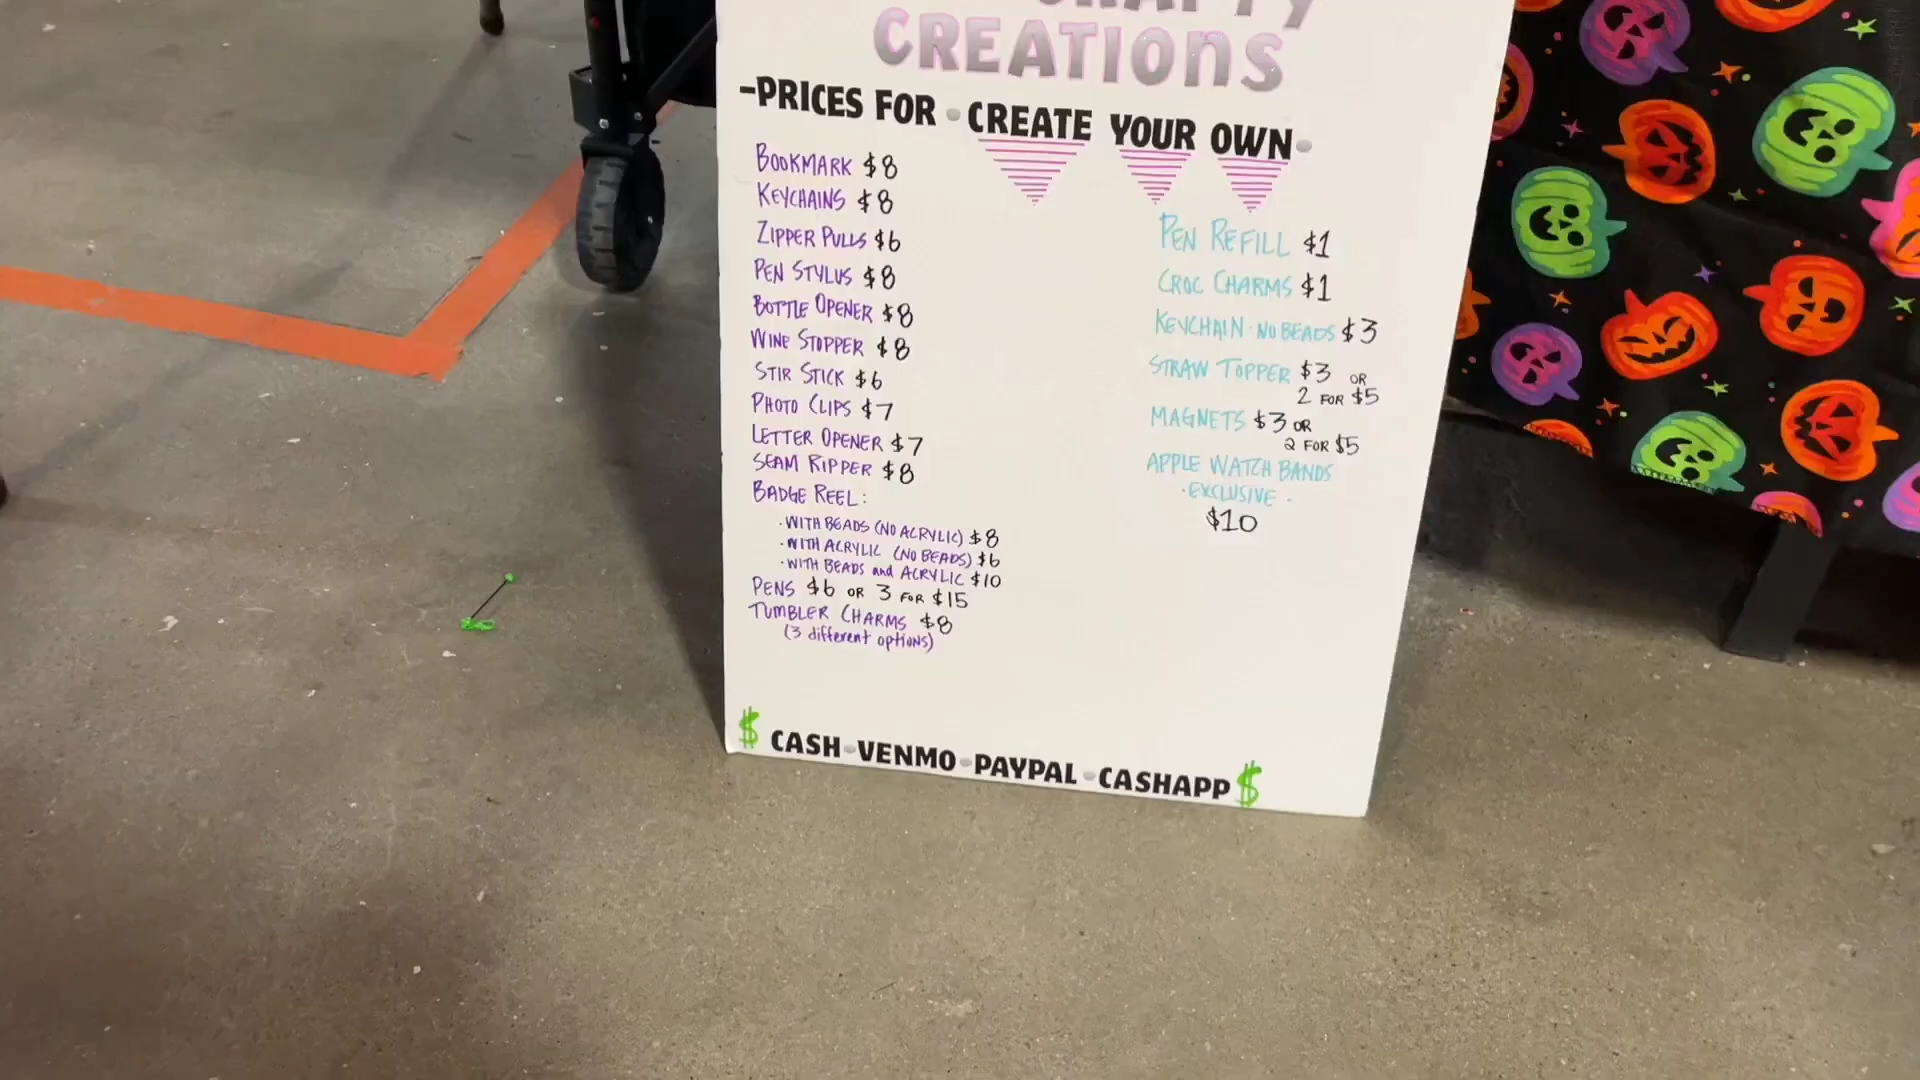 CRAFTY
CREATIONS
-PRICES FOR • CREATE YOUR OWN •
BOOKMARK $8
KEYCHAINS $8
ZIPPER PULLS $6
PEN STYLUS $8
BOTTLE OPENER $8
WINE STOPPER $8
STIR STICK $6
PHOTO CLIPS $7
LETTER OPENER $7
SEAM RIPPER $8
BADGE REEL:
· WITH BEADS (NO ACRYLIC) $8
· WITH ACRYLIC (NO BEADS) $6
· WITH BEADS and ACRYLIC $10
PENS $6 OR 3 FOR $15
TUMBLER CHARMS $8
(3 different options)
PEN REFILL $1
CROC CHARMS $1
KEYCHAIN · NO BEADS $3
STRAW TOPPER $3 OR
2 FOR $5
MAGNETS $3 OR
2 FOR $5
APPLE WATCH BANDS
· EXCLUSIVE ·
$10
$ CASH • VENMO • PAYPAL • CASHAPP $